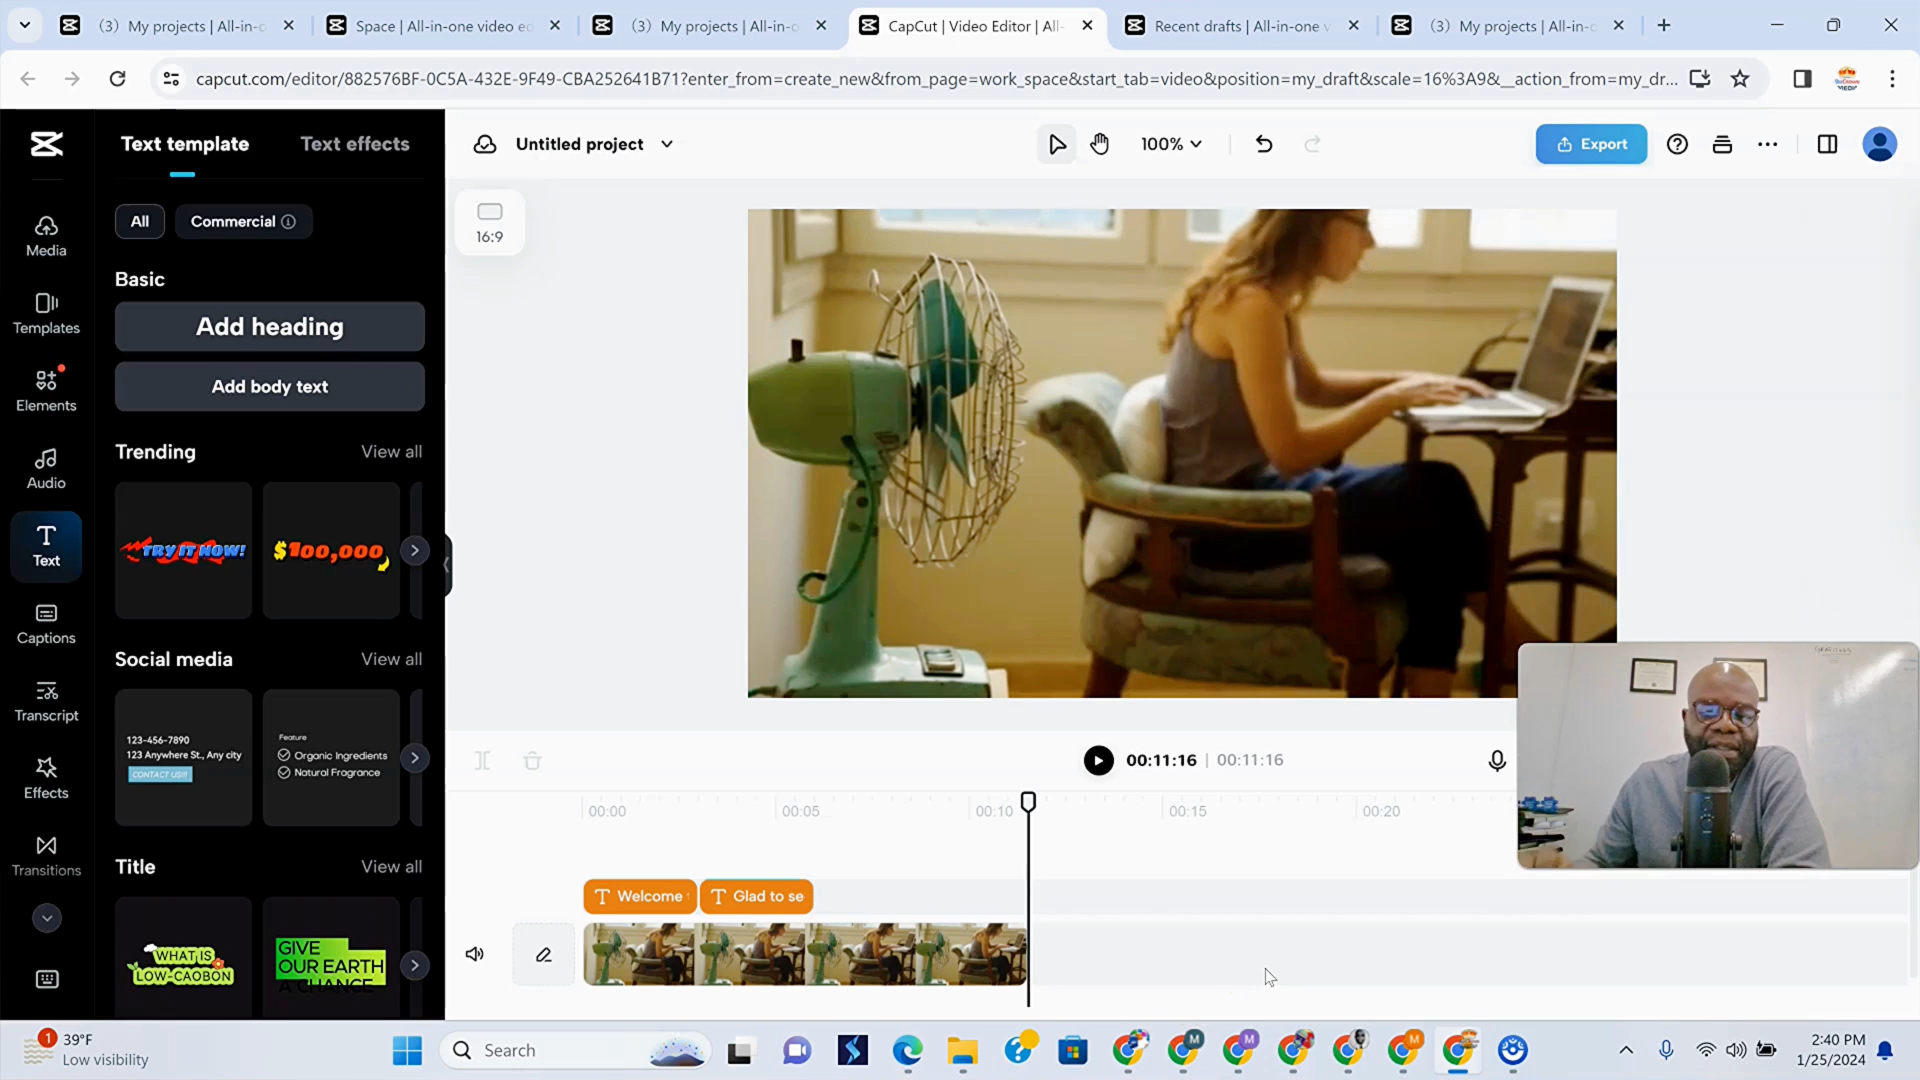 (3) My projects | All-in-o
Space | All-in-one video ed
(3) My projects | All-in-o
CapCut | Video Editor | All-
Recent drafts | All-in-one v
(3) My projects | All-in-o
capcut.com/editor/882576BF-0C5A-432E-9F49-CBA252641B71?enter_from=create_new&from_page=work_space&start_tab=video&position=my_draft&scale=16%3A9&__action_from=my_dr...
Text template
Text effects
Untitled project
100%
Export
All
Commercial
16:9
Media
Templates
Elements
Audio
Text
Captions
Transcript
Effects
Transitions
Basic
Add heading
Add body text
Trending
View all
TRY IT NOW!
$100,000
Social media
View all
123-456-7890
123 Anywhere St., Any city
CONTACT US!!
Feature
Organic Ingredients
Natural Fragrance
Title
View all
WHAT IS
LOW-CAOBON
GIVE
OUR EARTH
A CHANGE
00:11:16 | 00:11:16
00:00
00:05
00:10
00:15
00:20
Welcome
Glad to se
1
39°F
Low visibility
Search
M
M
M
2:40 PM
1/25/2024